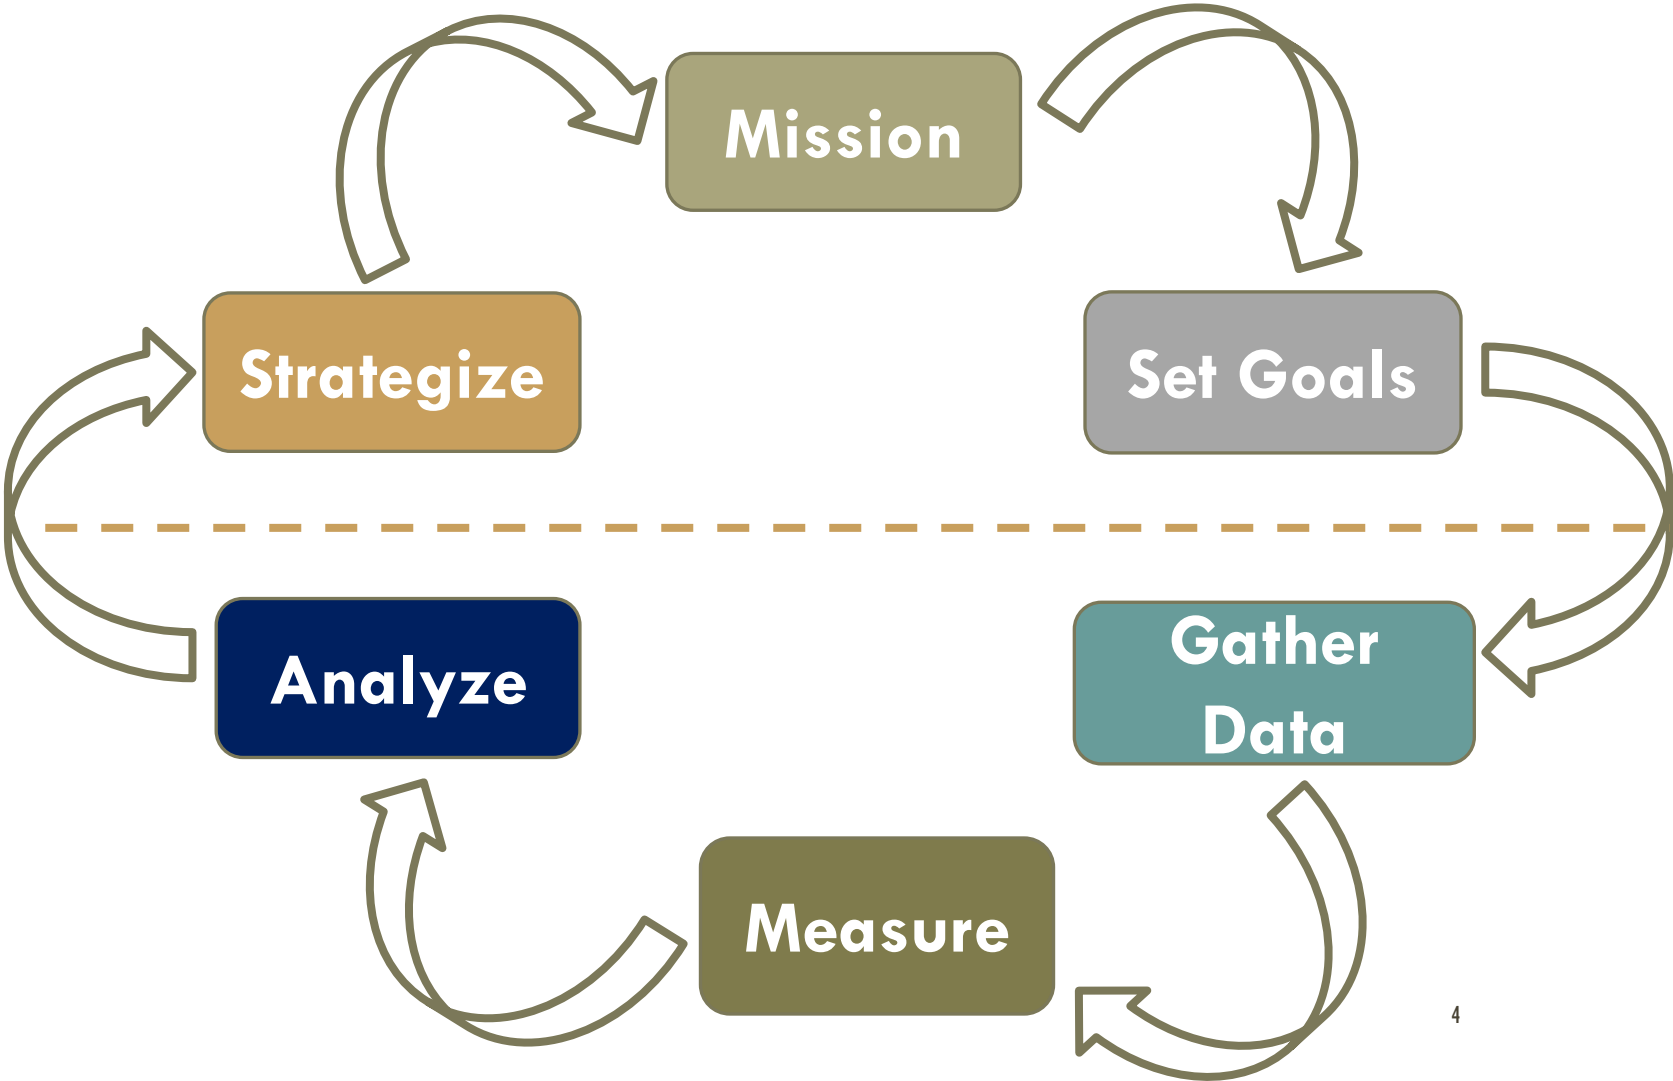 Mission
Strategize
Set Goals
Analyze
Gather
Data
Measure
4